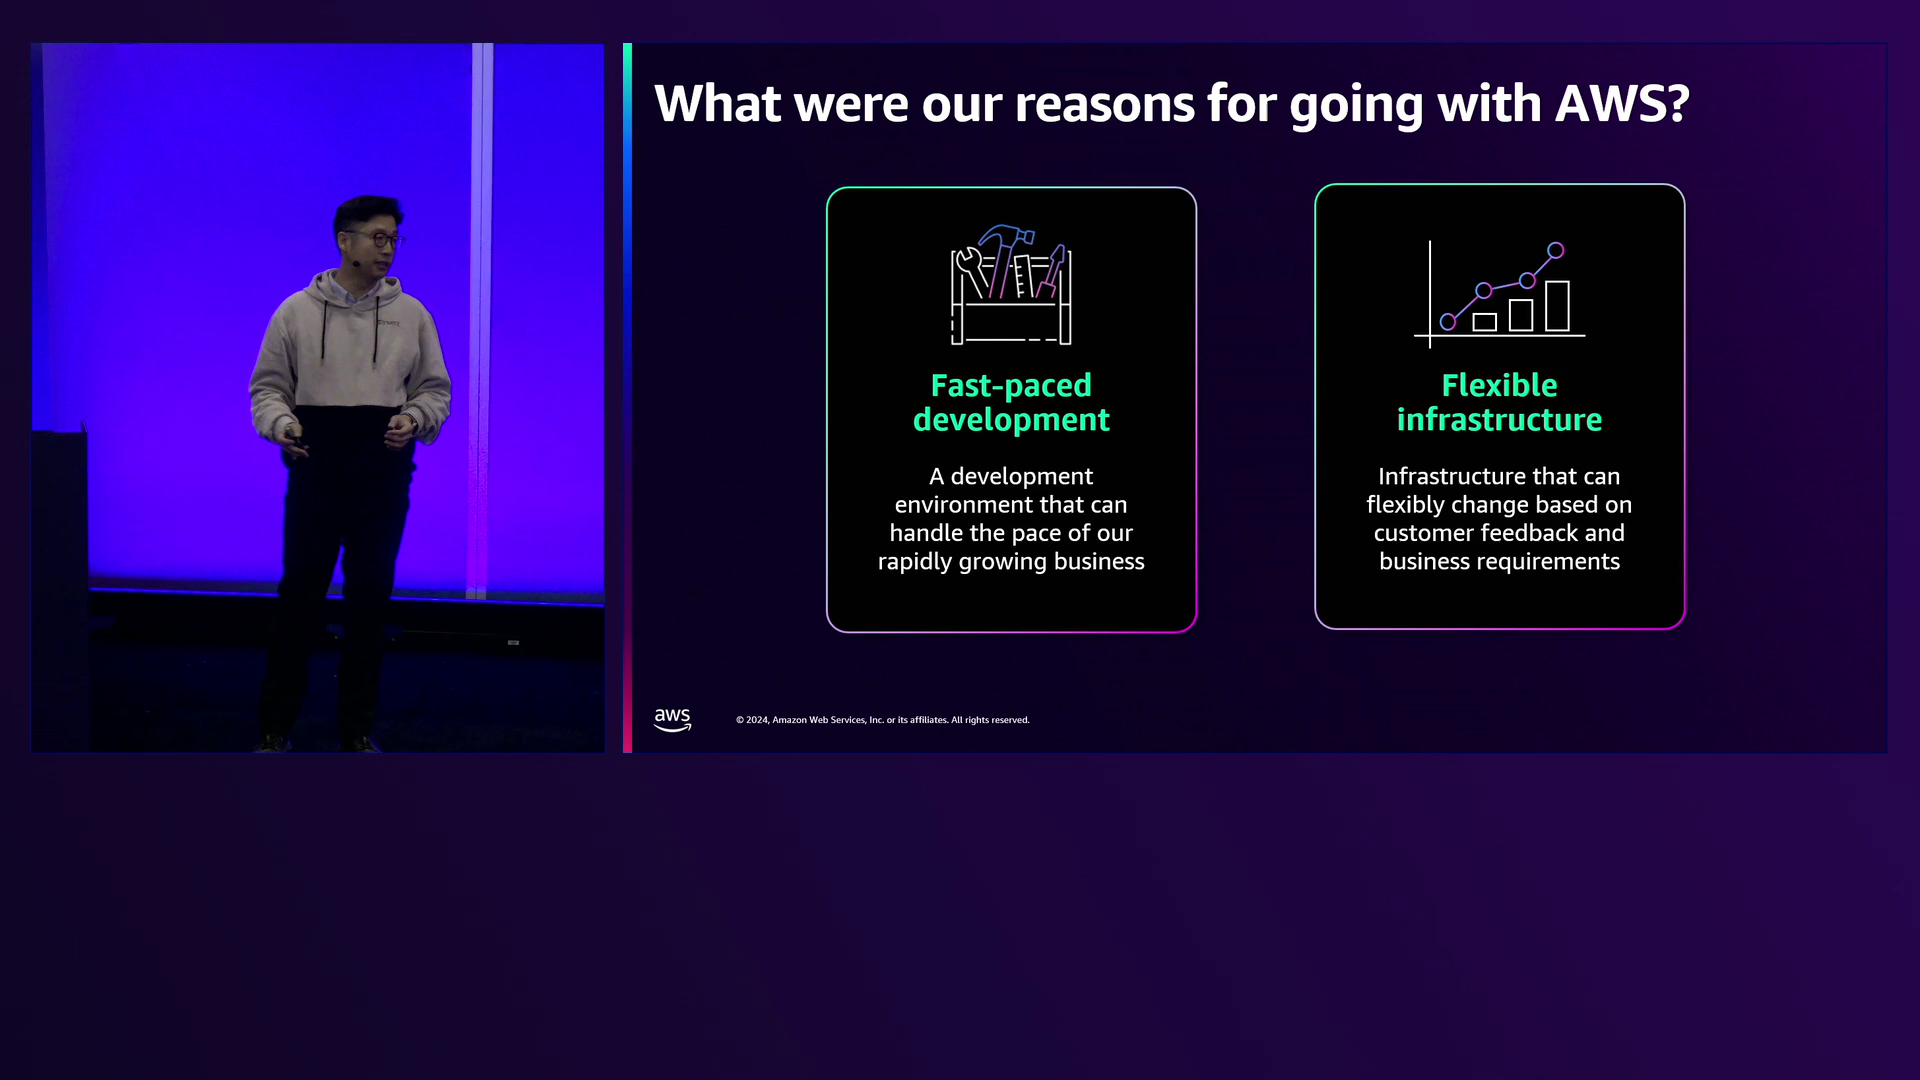 What were our reasons for going with AWS?
Fast-paced
development
A development
environment that can
handle the pace of our
rapidly growing business
Flexible
infrastructure
Infrastructure that can
flexibly change based on
customer feedback and
business requirements
aws
© 2024, Amazon Web Services, Inc. or its affiliates. All rights reserved.